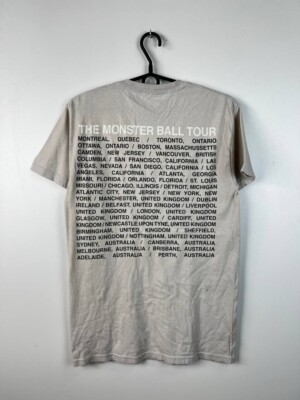 THE MONSTER BALL TOUR
MONTREAL, QUEBEC / TORONTO, ONTARIO
OTTAWA, ONTARIO / BOSTON, MASSACHUSSETTS
CAMDEN, NEW JERSEY / VANCOUVER, BRITISH
COLUMBIA / SAN FRANCISCO, CALIFORNIA / LAS
VEGAS, NEVADA / SAN DIEGO, CALIFORNIA / LOS
ANGELES, CALIFORNIA / ATLANTA, GEORGIA
MIAMI, FLORIDA / ORLANDO, FLORIDA / ST. LOUIS
MISSOURI / CHICAGO, ILLINOIS / DETROIT, MICHIGAN
ATLANTIC CITY, NEW JERSEY / NEW YORK, NEW
YORK / MANCHESTER, UNITED KINGDOM / DUBLIN
IRELAND / BELFAST, UNITED KINGDOM / LIVERPOOL
UNITED KINGDOM / LONDON, UNITED KINGDOM
GLASGOW, UNITED KINGDOM / CARDIFF, UNITED
KINGDOM / NEWCASTLE UPON TYNE, UNITED KINGDOM
BIRMINGHAM, UNITED KINGDOM / SHEFFIELD,
UNITED KINGDOM / NOTTINGHAM, UNITED KINGDOM
SYDNEY, AUSTRALIA / CANBERRA, AUSTRALIA
MELBOURNE, AUSTRALIA / BRISBANE, AUSTRALIA
ADELAIDE, AUSTRALIA / PERTH, AUSTRALIA